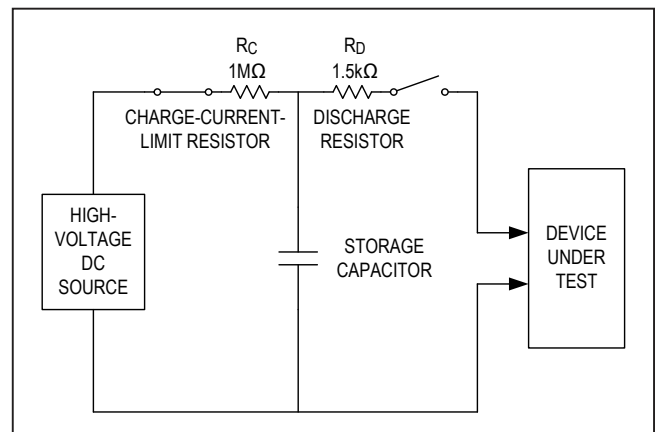 RC
1MΩ
RD
1.5kΩ
CHARGE-CURRENT-
LIMIT RESISTOR
DISCHARGE
RESISTOR
HIGH-
VOLTAGE
DC
SOURCE
STORAGE
CAPACITOR
DEVICE
UNDER
TEST